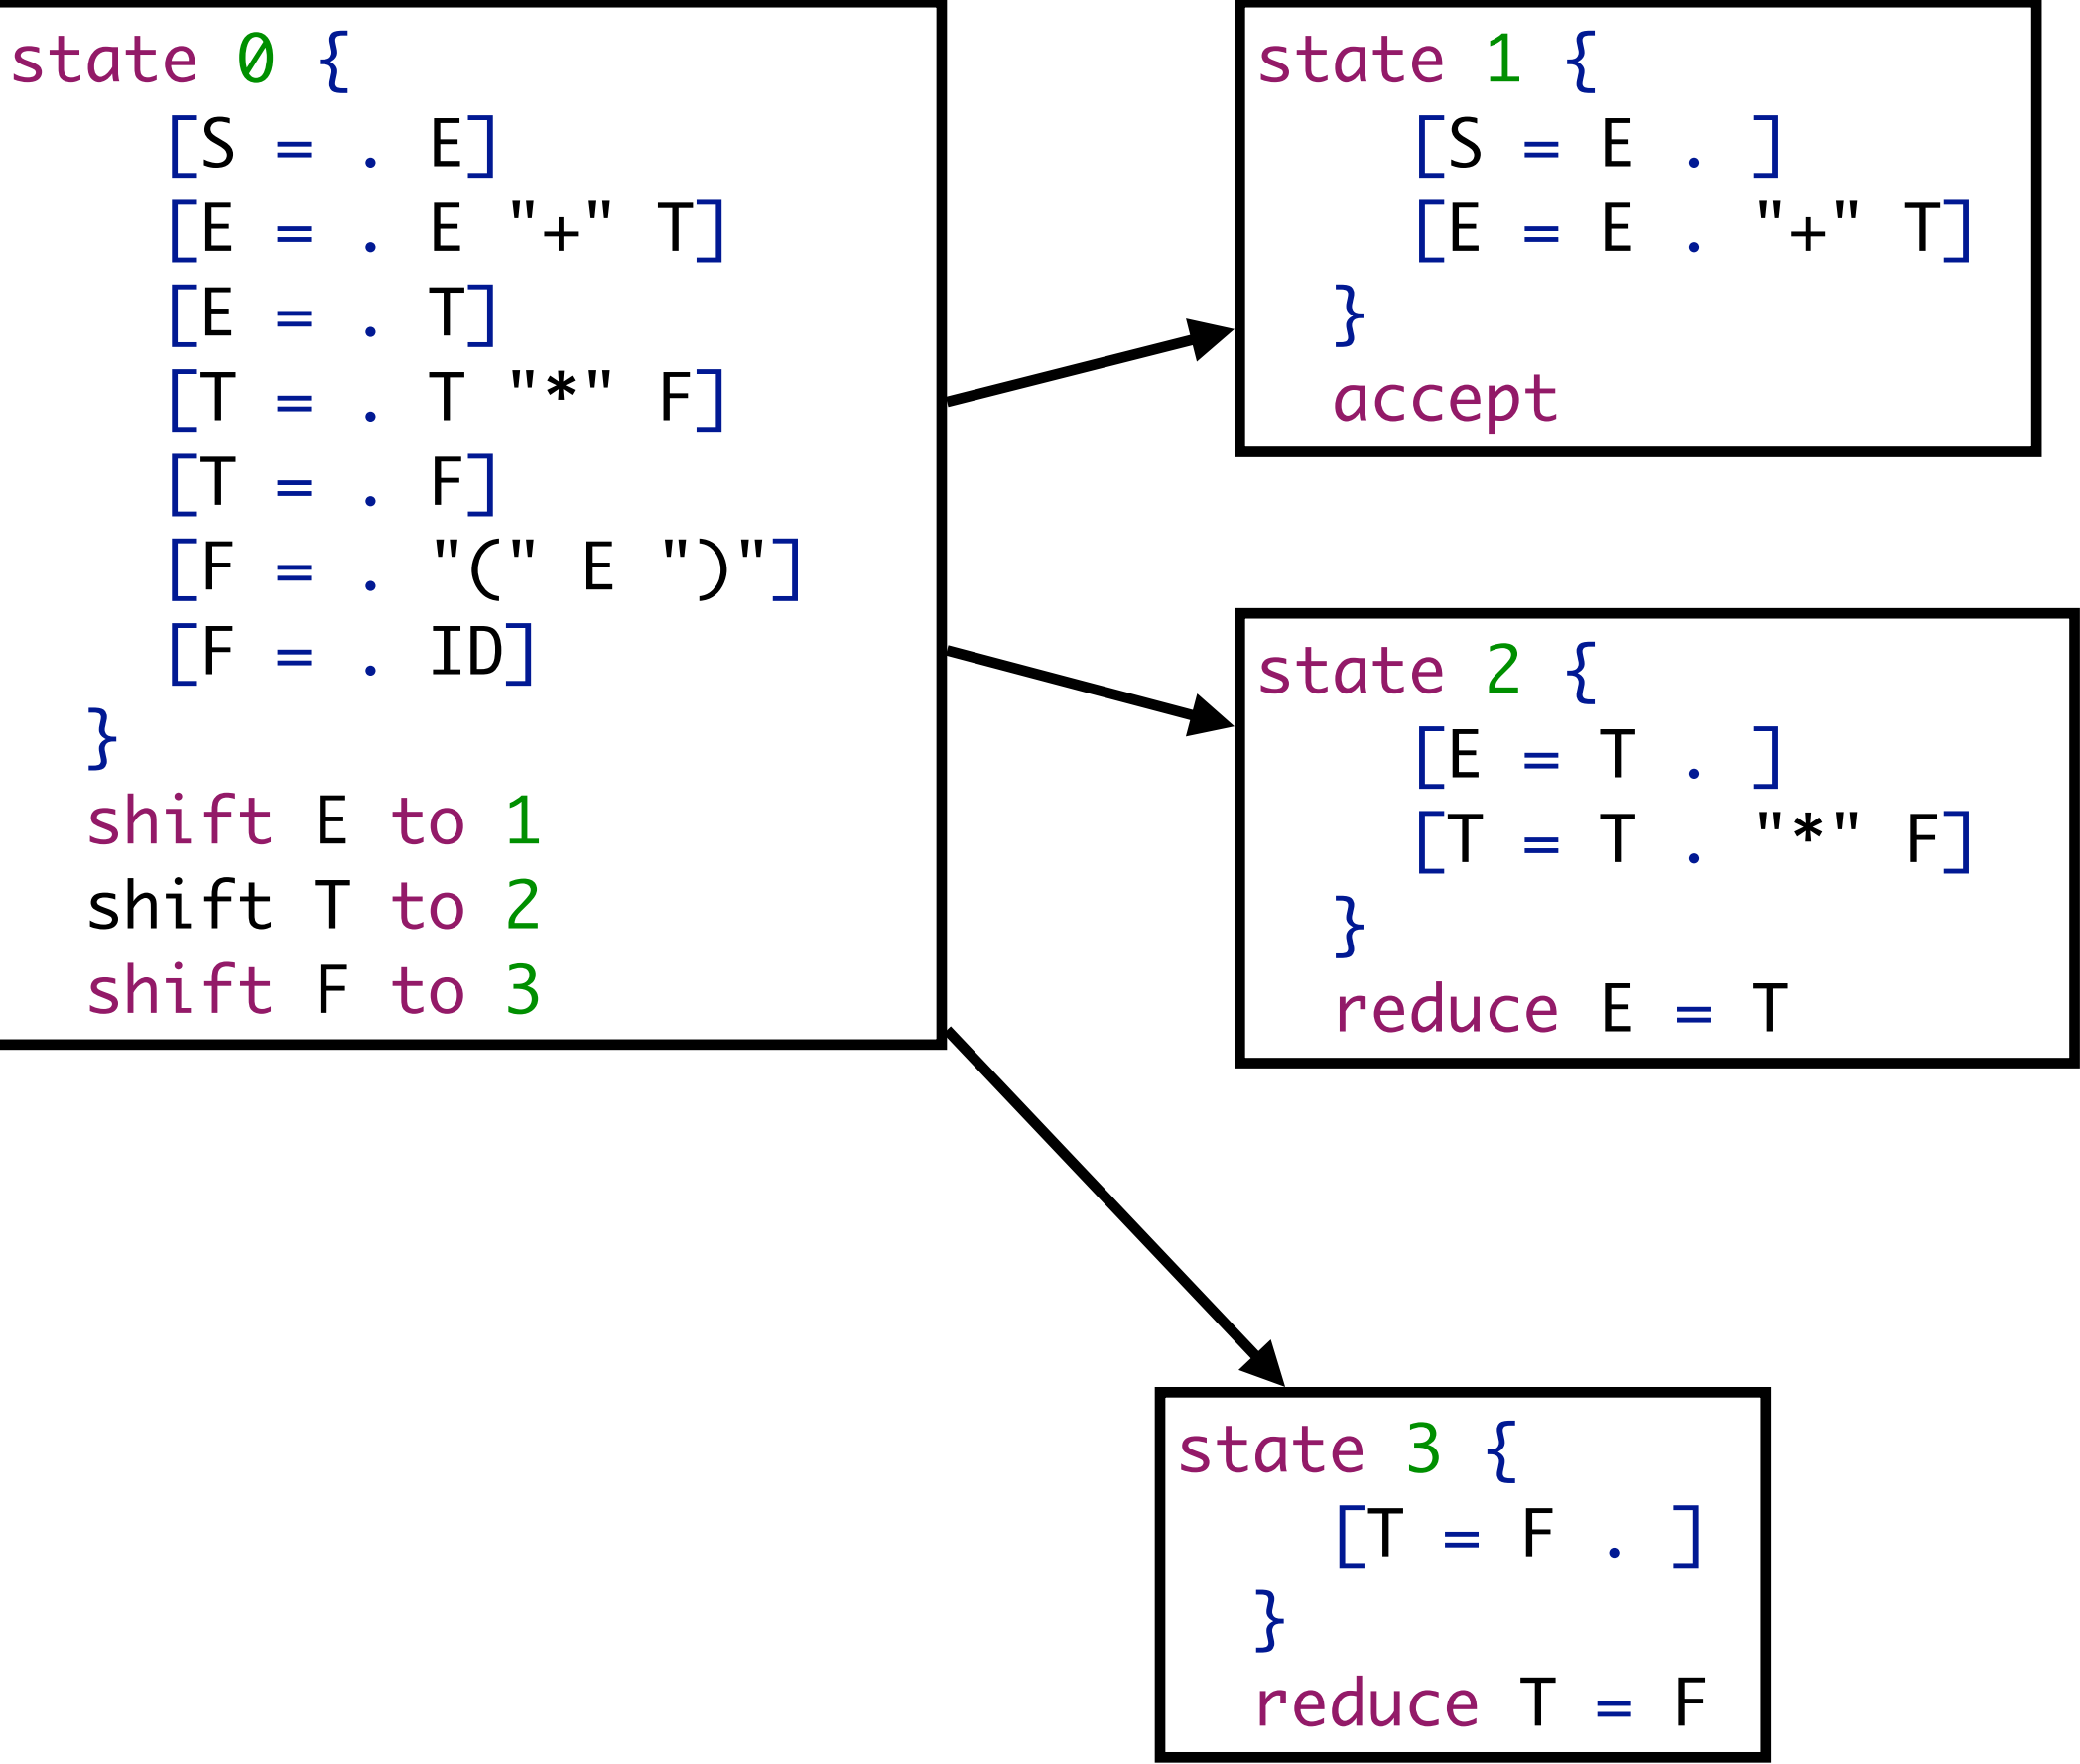 state 0 {
[S = . E]
[E = . E "+" T]
[E = . T]
[T = . T "*" F]
[T = . F]
[F = . "(" E ")"]
[F = . ID]
}
shift E to 1
shift T to 2
shift F to 3
state 1 {
[S = E . ]
[E = E . "+" T]
}
accept
state 2 {
[E = T . ]
[T = T . "*" F]
}
reduce E = T
state 3 {
[T = F . ]
}
reduce T = F